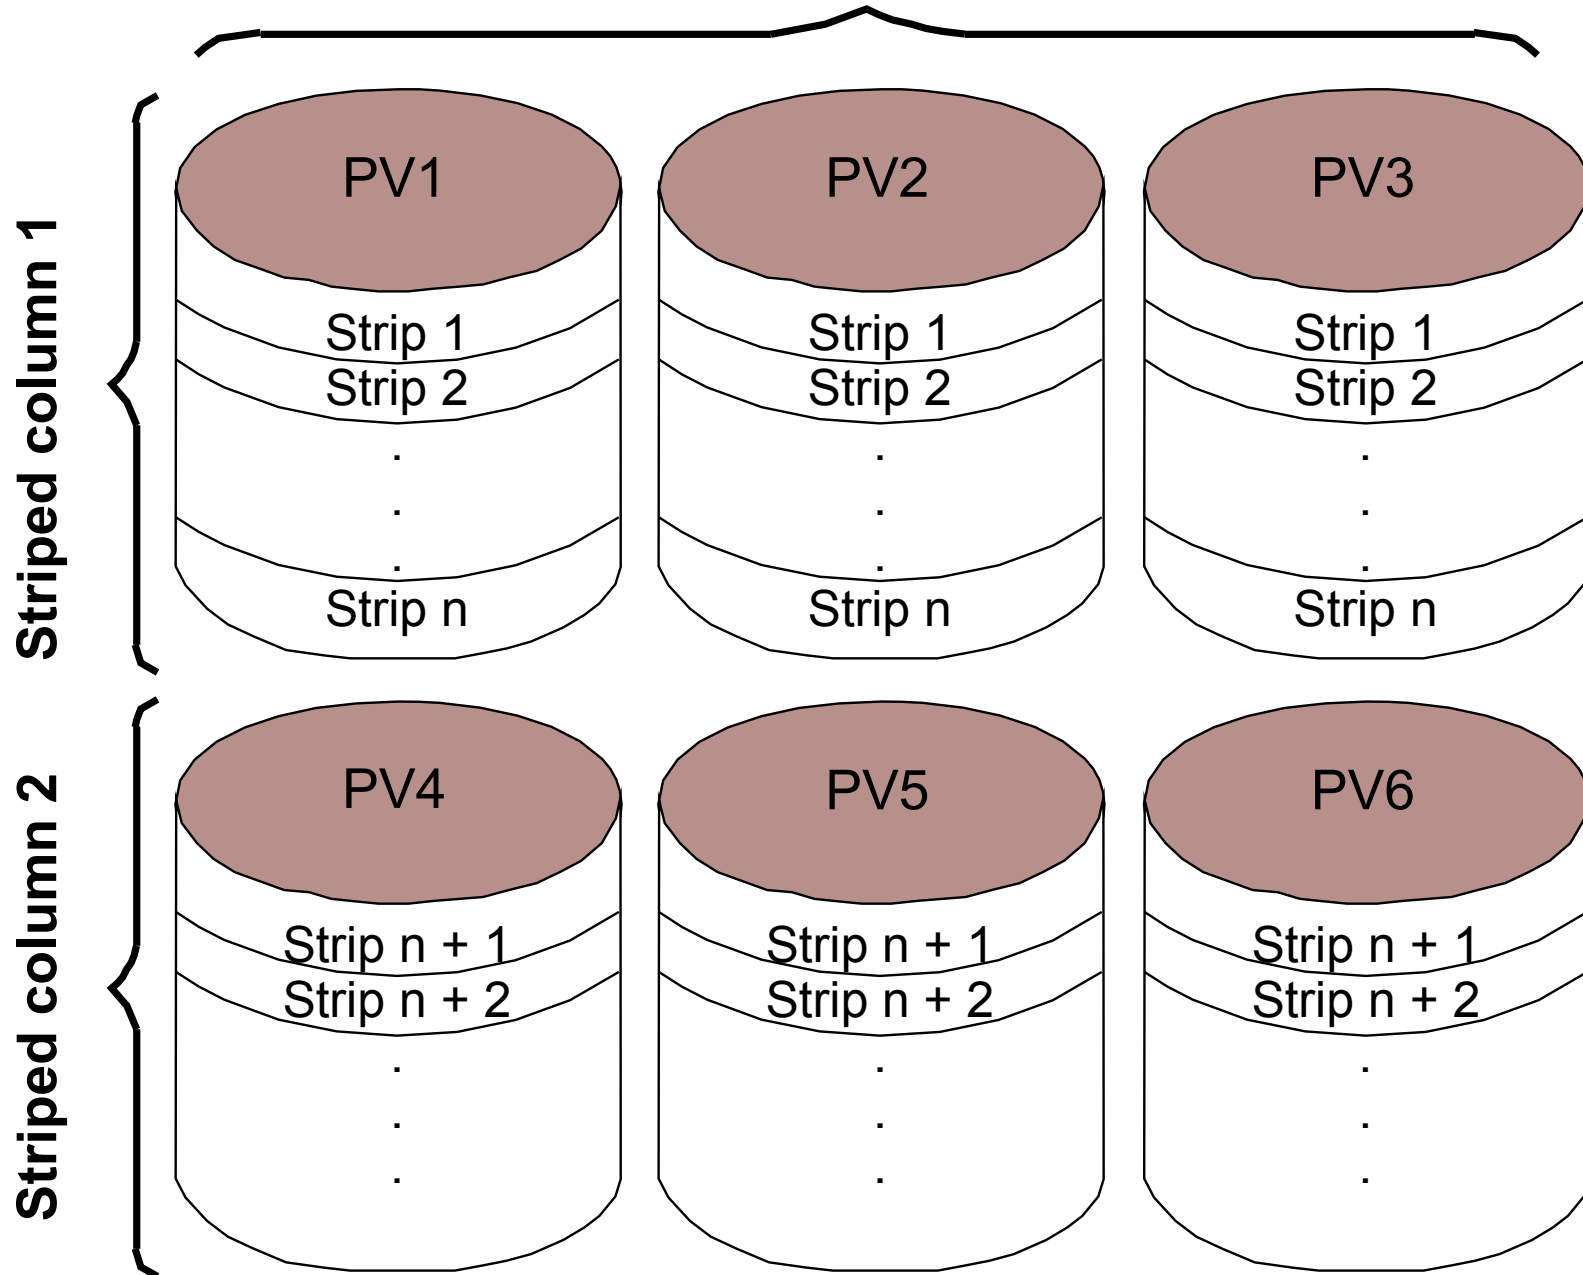 Striped column 1
PV1 PV2 PV3
Strip 1 Strip 1 Strip 1
Strip 2 Strip 2 Strip 2
. . .
. . .
. . .
Strip n Strip n Strip n
Striped column 2
PV4 PV5 PV6
Strip n + 1 Strip n + 1 Strip n + 1
Strip n + 2 Strip n + 2 Strip n + 2
. . .
. . .
. . .